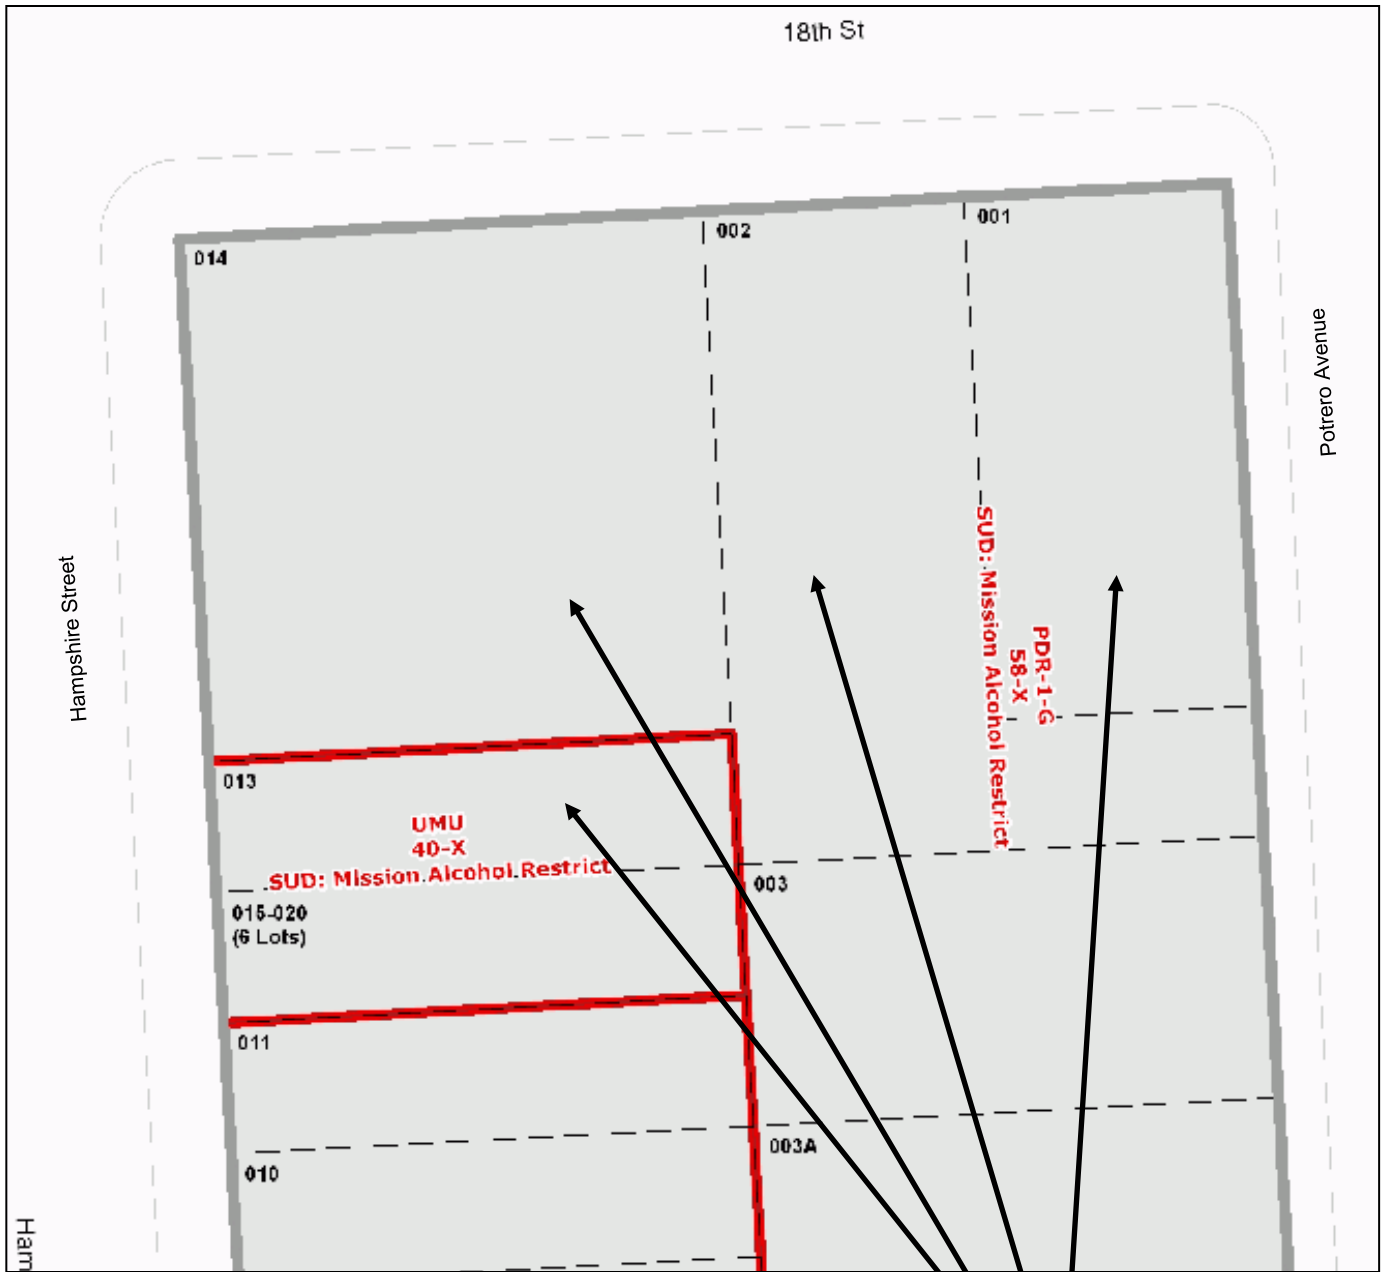 18th St
001
002
014
Potrero Avenue
Hampshire Street
SUD: Mission Alcohol Restrict
PDR-1-G
58-X
013
UMU
40-X
SUD: Mission Alcohol Restrict
003
015-020
(6 Lots)
011
003A
010
Ham